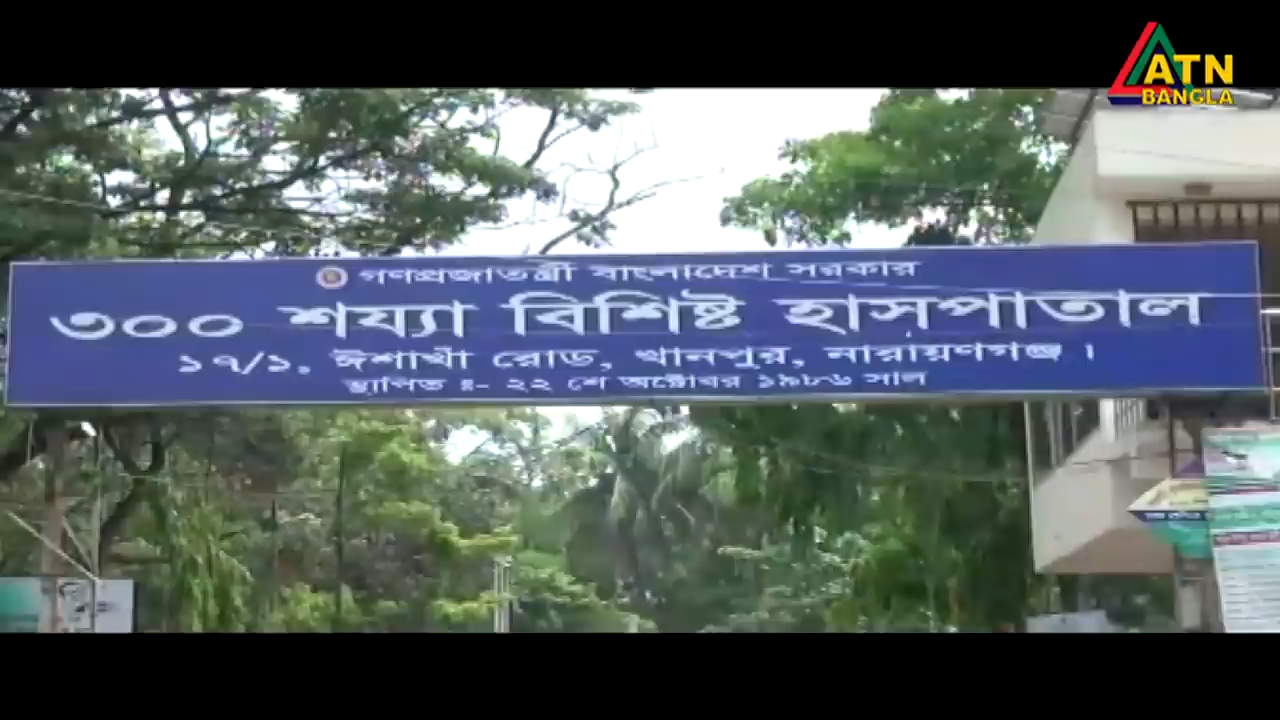 ATN
BANGLA
গণপ্রজাতন্ত্রী বাংলাদেশ সরকার
৩০০ শয্যা বিশিষ্ট হাসপাতাল
১৭/১, ঈশাখাঁ রোড, খানপুর, নারায়ণগঞ্জ।
স্থাপিত ঃ- ২২ শে অক্টোবর ১৯৮৬ সাল